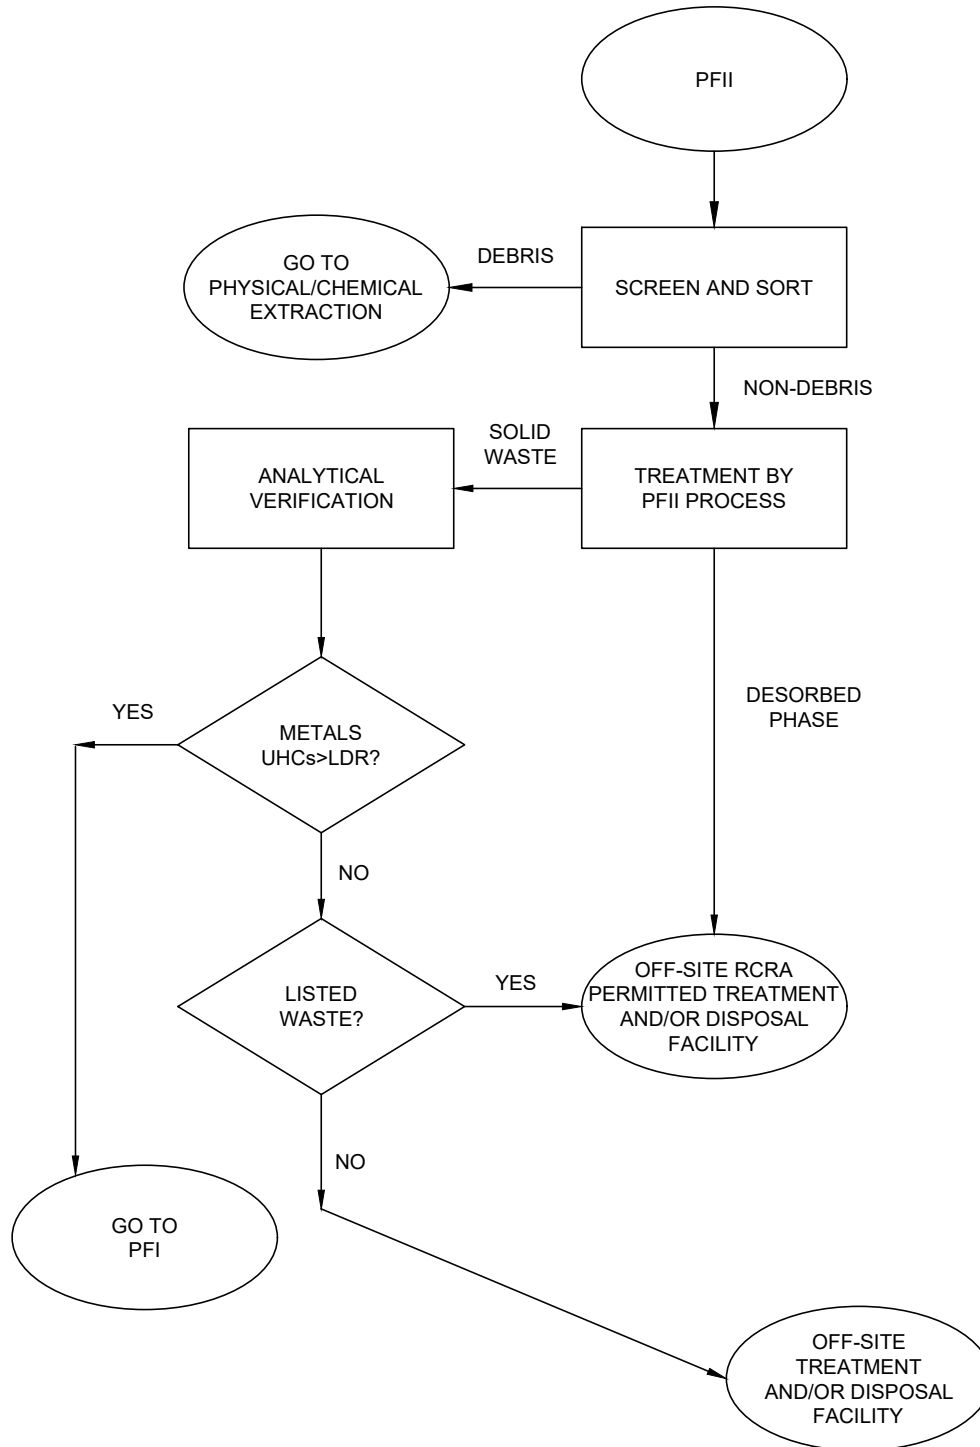 PFII
DEBRIS
GO TO
PHYSICAL/CHEMICAL
EXTRACTION
SCREEN AND SORT
NON-DEBRIS
SOLID
WASTE
ANALYTICAL
VERIFICATION
TREATMENT BY
PFII PROCESS
YES
METALS
UHCs>LDR?
DESORBED
PHASE
NO
LISTED
WASTE?
YES
OFF-SITE RCRA
PERMITTED TREATMENT
AND/OR DISPOSAL
FACILITY
NO
GO TO
PFI
OFF-SITE
TREATMENT
AND/OR DISPOSAL
FACILITY